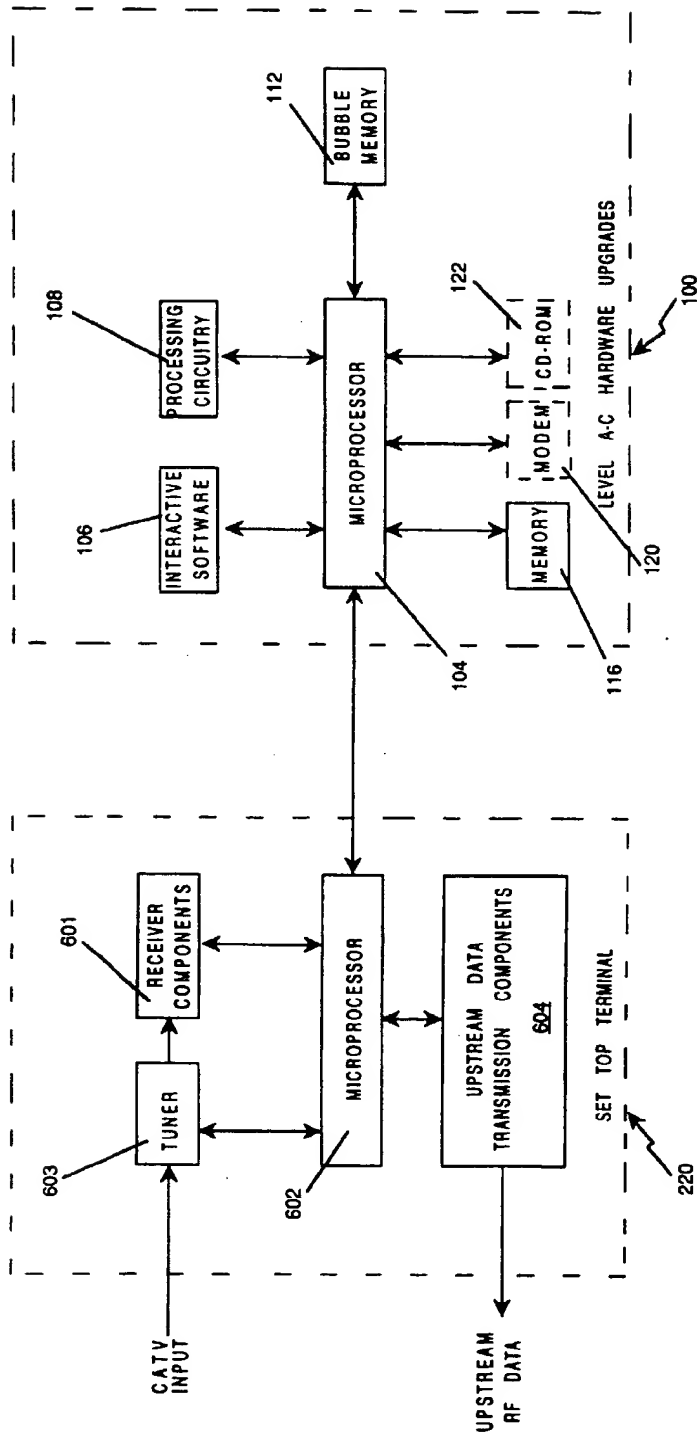 CATV
INPUT
UPSTREAM
RF DATA
603
TUNER
601
RECEIVER
COMPONENTS
602
MICROPROCESSOR
UPSTREAM DATA
TRANSMISSION COMPONENTS
604
SET TOP TERMINAL
220
106
INTERACTIVE
SOFTWARE
108
PROCESSING
CIRCUITRY
MICROPROCESSOR
104
112
BUBBLE
MEMORY
MEMORY
116
MODEM
120
CD-ROM
122
LEVEL A-C HARDWARE UPGRADES
100